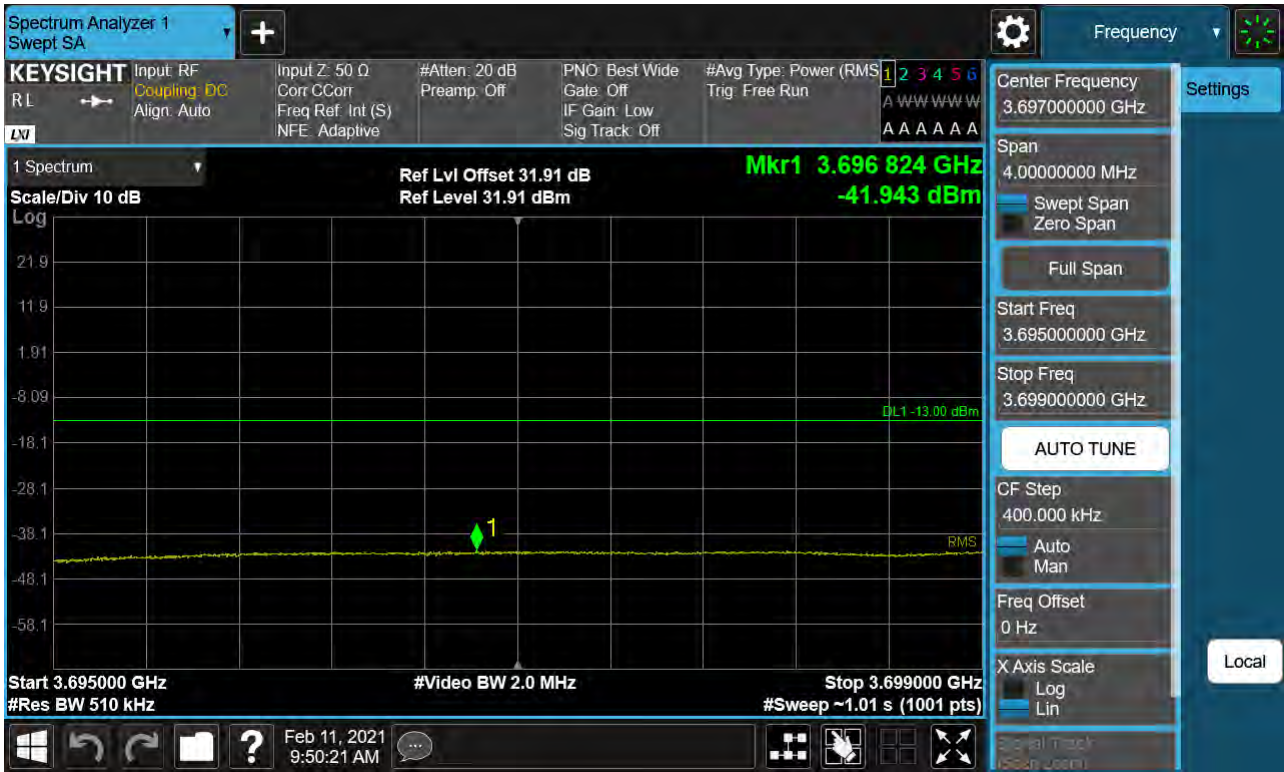 Spectrum Analyzer 1
Swept SA
Frequency
KEYSIGHT
RL
LXI
Input: RF
Coupling: DC
Align: Auto
Input Z: 50 Ω
Corr CCorr
Freq Ref: Int (S)
NFE: Adaptive
#Atten: 20 dB
Preamp: Off
PNO: Best Wide
Gate: Off
IF Gain: Low
Sig Track: Off
#Avg Type: Power (RMS
Trig: Free Run
1 2 3 4 5 6
A W W W W W
A A A A A A
1 Spectrum
Scale/Div 10 dB
Log
Ref Lvl Offset 31.91 dB
Ref Level 31.91 dBm
Mkr1 3.696 824 GHz
-41.943 dBm
21.9
11.9
1.91
-8.09
-18.1
-28.1
-38.1
-48.1
-58.1
DL1 -13.00 dBm
1
RMS
Start 3.695000 GHz
#Res BW 510 kHz
#Video BW 2.0 MHz
Stop 3.699000 GHz
#Sweep ~1.01 s (1001 pts)
Feb 11, 2021
9:50:21 AM
Center Frequency
3.697000000 GHz
Span
4.00000000 MHz
Swept Span
Zero Span
Full Span
Start Freq
3.695000000 GHz
Stop Freq
3.699000000 GHz
AUTO TUNE
CF Step
400.000 kHz
Auto
Man
Freq Offset
0 Hz
X Axis Scale
Log
Lin
Signal Track
(Span Zoom)
Settings
Local